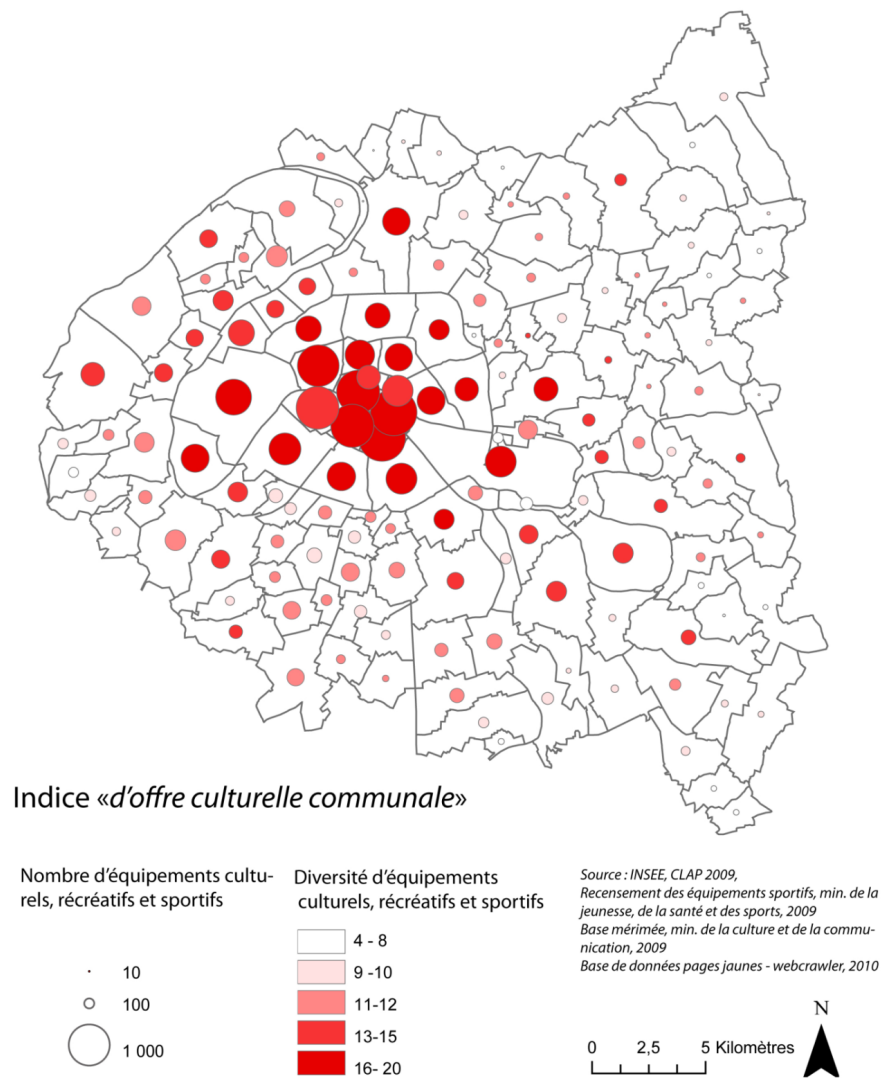 Indice «d’offre culturelle communale»
Nombre d’équipements cultu-
rels, récréatifs et sportifs
10
100
1 000
Diversité d’équipements
culturels, récréatifs et sportifs
4 - 8
9 -10
11-12
13-15
16- 20
Source : INSEE, CLAP 2009,
Recensement des équipements sportifs, min. de la
jeunesse, de la santé et des sports, 2009
Base mérimée, min. de la culture et de la commu-
nication, 2009
Base de données pages jaunes - webcrawler, 2010
N
0 2,5 5 Kilomètres